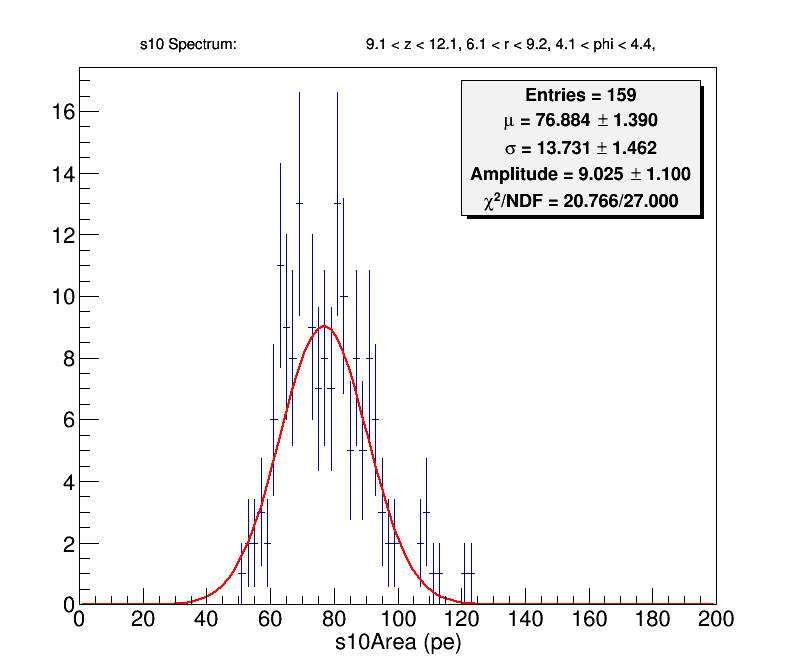 s10 Spectrum: 9.1 < z < 12.1, 6.1 < r < 9.2, 4.1 < phi < 4.4,
Entries = 159
μ = 76.884 ± 1.390
σ = 13.731 ± 1.462
Amplitude = 9.025 ± 1.100
χ²/NDF = 20.766/27.000
16
14
12
10
8
6
4
2
0
0 20 40 60 80 100 120 140 160 180 200
s10Area (pe)